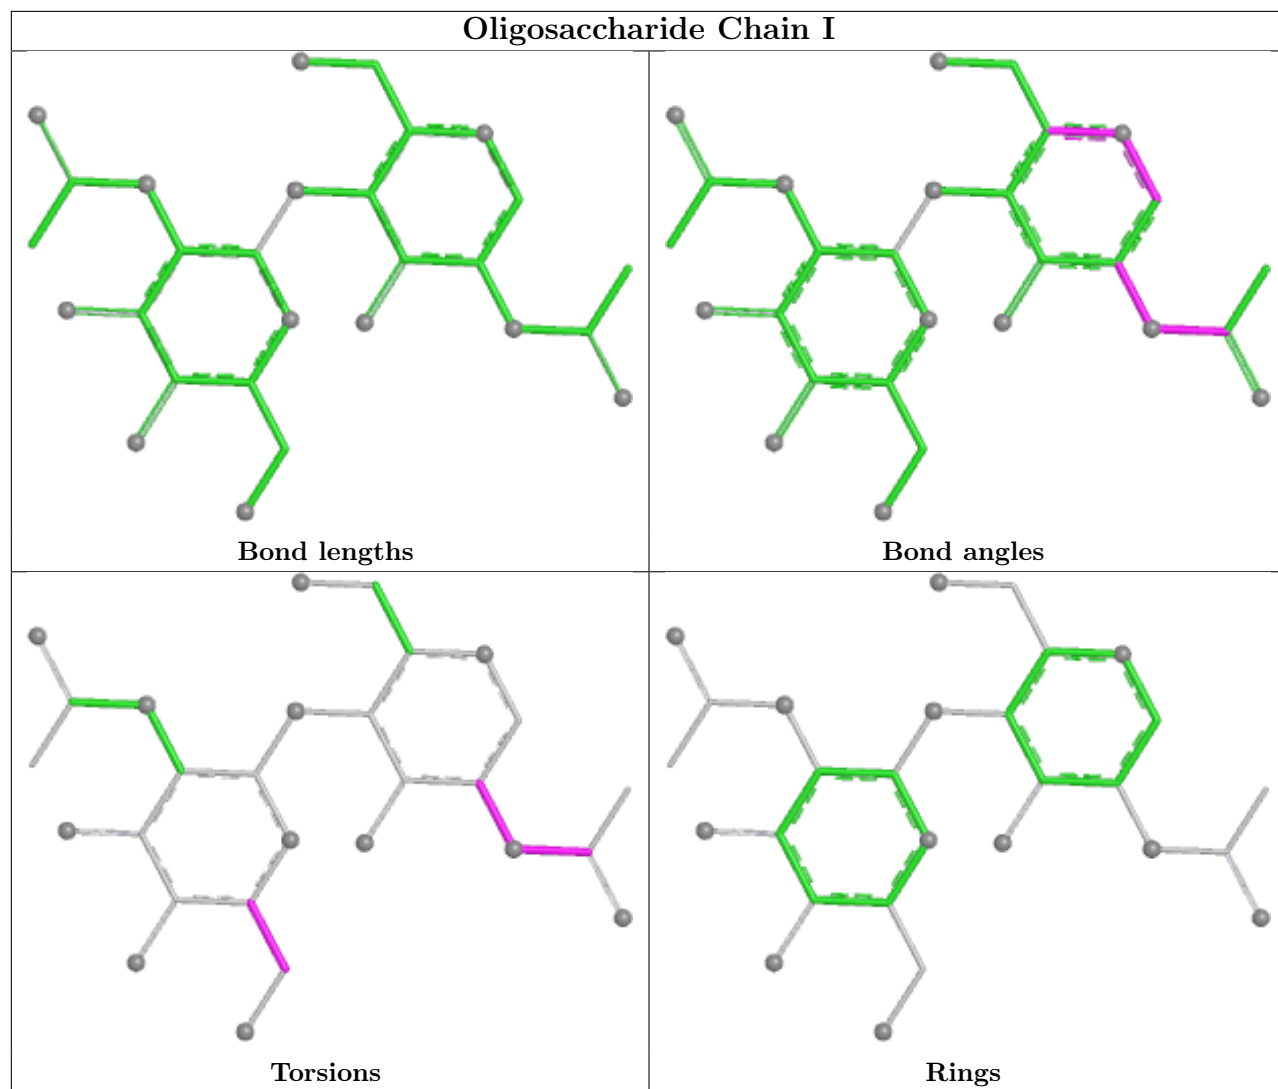 Oligosaccharide Chain I
Bond lengths
Bond angles
Torsions
Rings